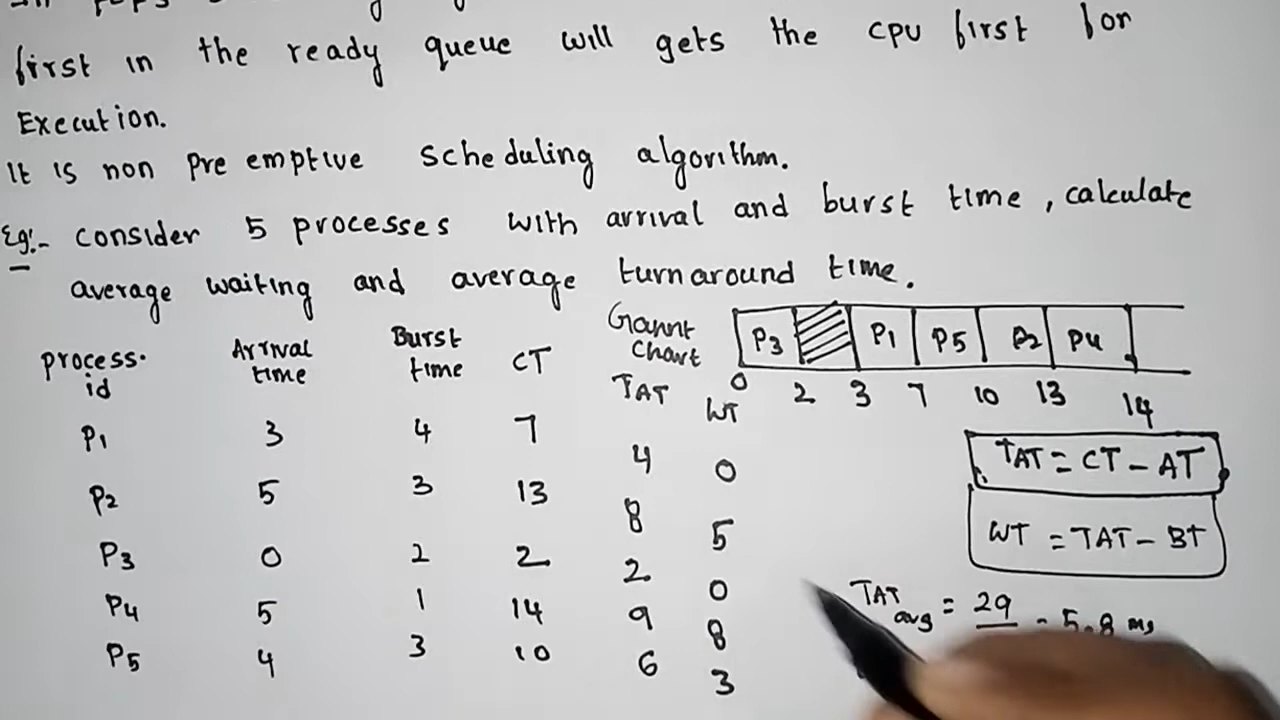 first in the ready queue will gets the cpu first for
Execution.
It is non preemptive scheduling algorithm.
Eg:- consider 5 processes with arrival and burst time, calculate
average waiting and average turnaround time.
process. id Arrival time Burst time CT TAT WT
P1 3 4 7 4 0
P2 5 3 13 8 5
P3 0 2 2 2 0
P4 5 1 14 9 8
P5 4 3 10 6 3
Gannt chart
P3 P1 P5 P2 P4
0 2 3 7 10 13 14
TAT = CT - AT
WT = TAT - BT
TAT avg = 29 - 5.8 ms